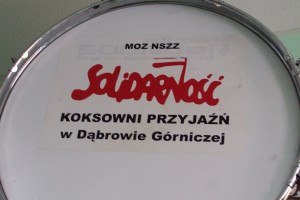 MOZ NSZZ
SOLIDARNOŚĆ
KOKSOWNI PRZYJAŹŃ
w Dąbrowie Górniczej